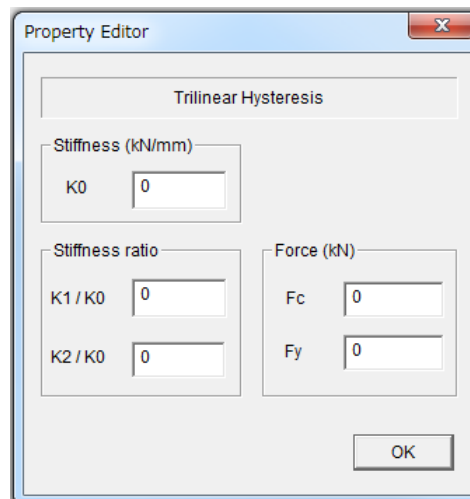 Property Editor
Trilinear Hysteresis
Stiffness (kN/mm)
K0 0
Stiffness ratio
K1 / K0 0
K2 / K0 0
Force (kN)
Fc 0
Fy 0
OK